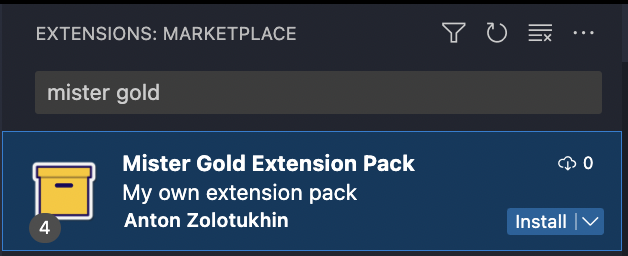 EXTENSIONS: MARKETPLACE
mister gold
Mister Gold Extension Pack
0
My own extension pack
Anton Zolotukhin
Install
4